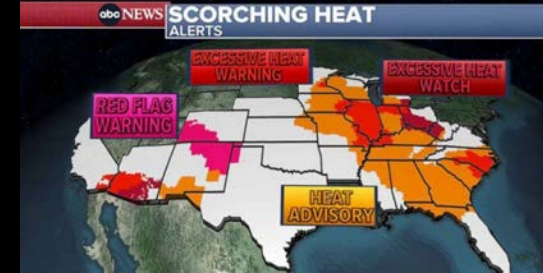 abc NEWS SCORCHING HEAT
ALERTS
EXCESSIVE HEAT
WARNING
EXCESSIVE HEAT
WATCH
RED FLAG
WARNING
HEAT
ADVISORY